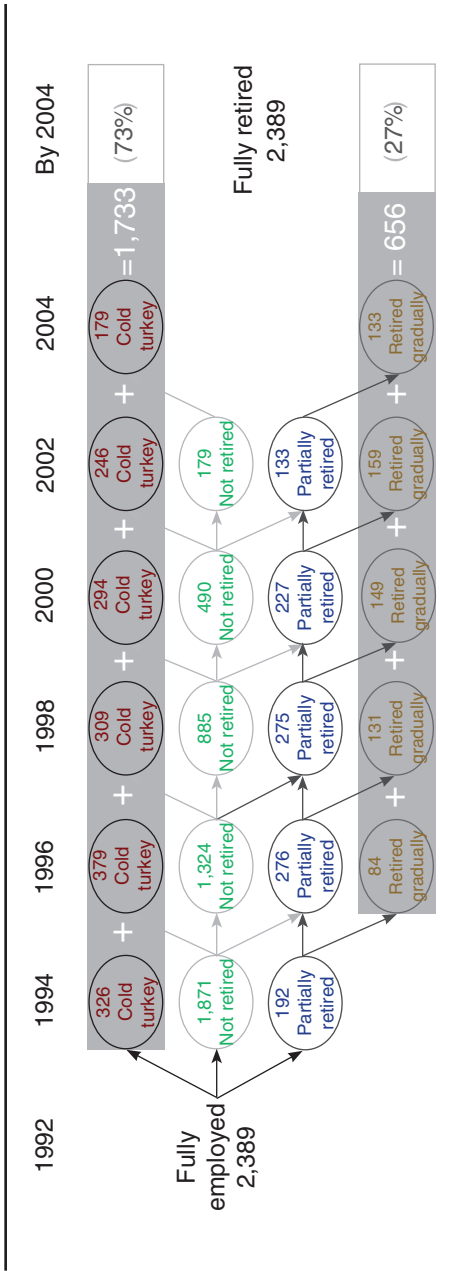 1992
1994
1996
1998
2000
2002
2004
By 2004
326
Cold
turkey
+
379
Cold
turkey
+
309
Cold
turkey
+
294
Cold
turkey
+
246
Cold
turkey
+
179
Cold
turkey
=1,733
(73%)
Fully
employed
2,389
1,871
Not retired
1,324
Not retired
885
Not retired
490
Not retired
179
Not retired
Fully retired
2,389
192
Partially
retired
276
Partially
retired
275
Partially
retired
227
Partially
retired
133
Partially
retired
84
Retired
gradually
+
131
Retired
gradually
+
149
Retired
gradually
+
159
Retired
gradually
+
133
Retired
gradually
= 656
(27%)